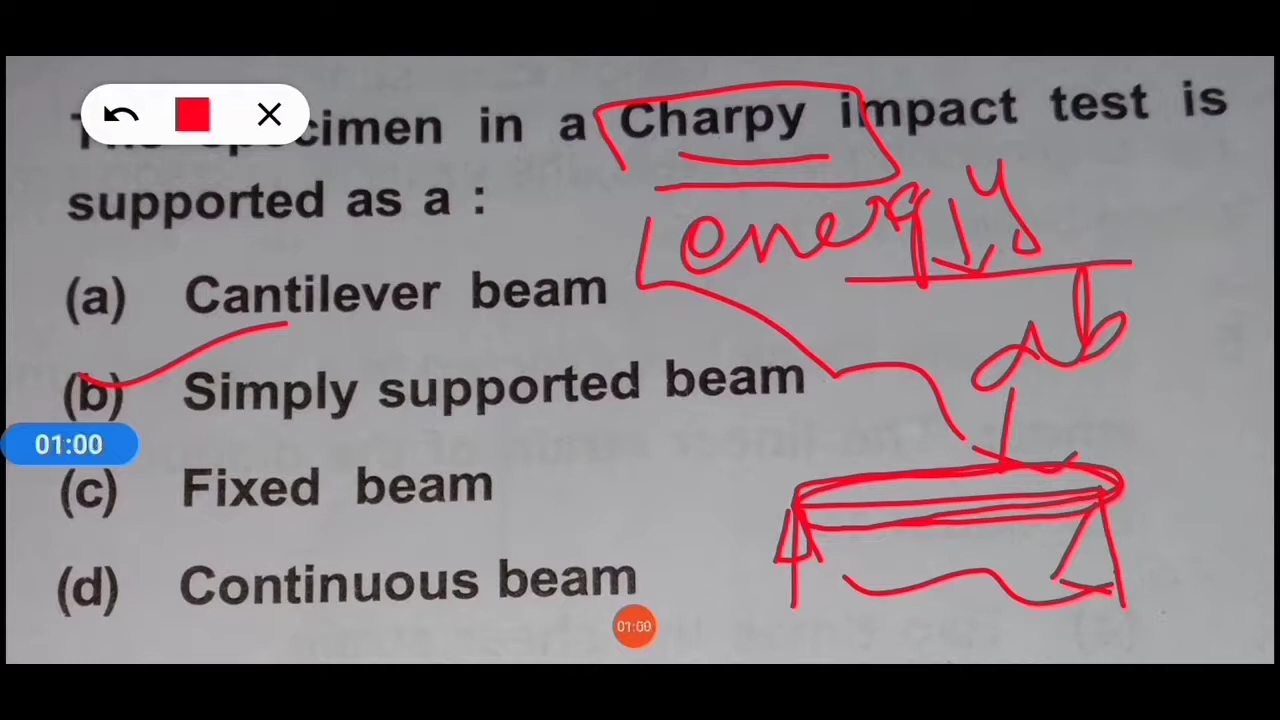 specimen in a Charpy impact test is
supported as a :
energy
(a) Cantilever beam
ab
(b) Simply supported beam
01:00
(c) Fixed beam
(d) Continuous beam
01:00